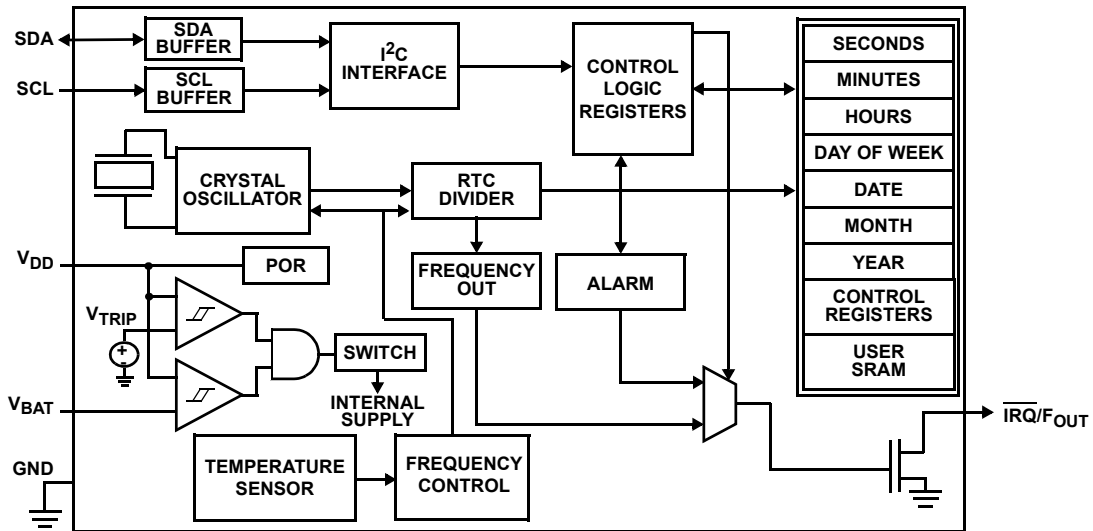 SDA
SDA
BUFFER
SCL
SCL
BUFFER
I²C
INTERFACE
CONTROL
LOGIC
REGISTERS
SECONDS
MINUTES
HOURS
DAY OF WEEK
DATE
MONTH
YEAR
CONTROL
REGISTERS
USER
SRAM
CRYSTAL
OSCILLATOR
RTC
DIVIDER
FREQUENCY
OUT
ALARM
VDD
POR
VTRIP
+
-
SWITCH
INTERNAL
SUPPLY
VBAT
GND
TEMPERATURE
SENSOR
FREQUENCY
CONTROL
IRQ/FOUT